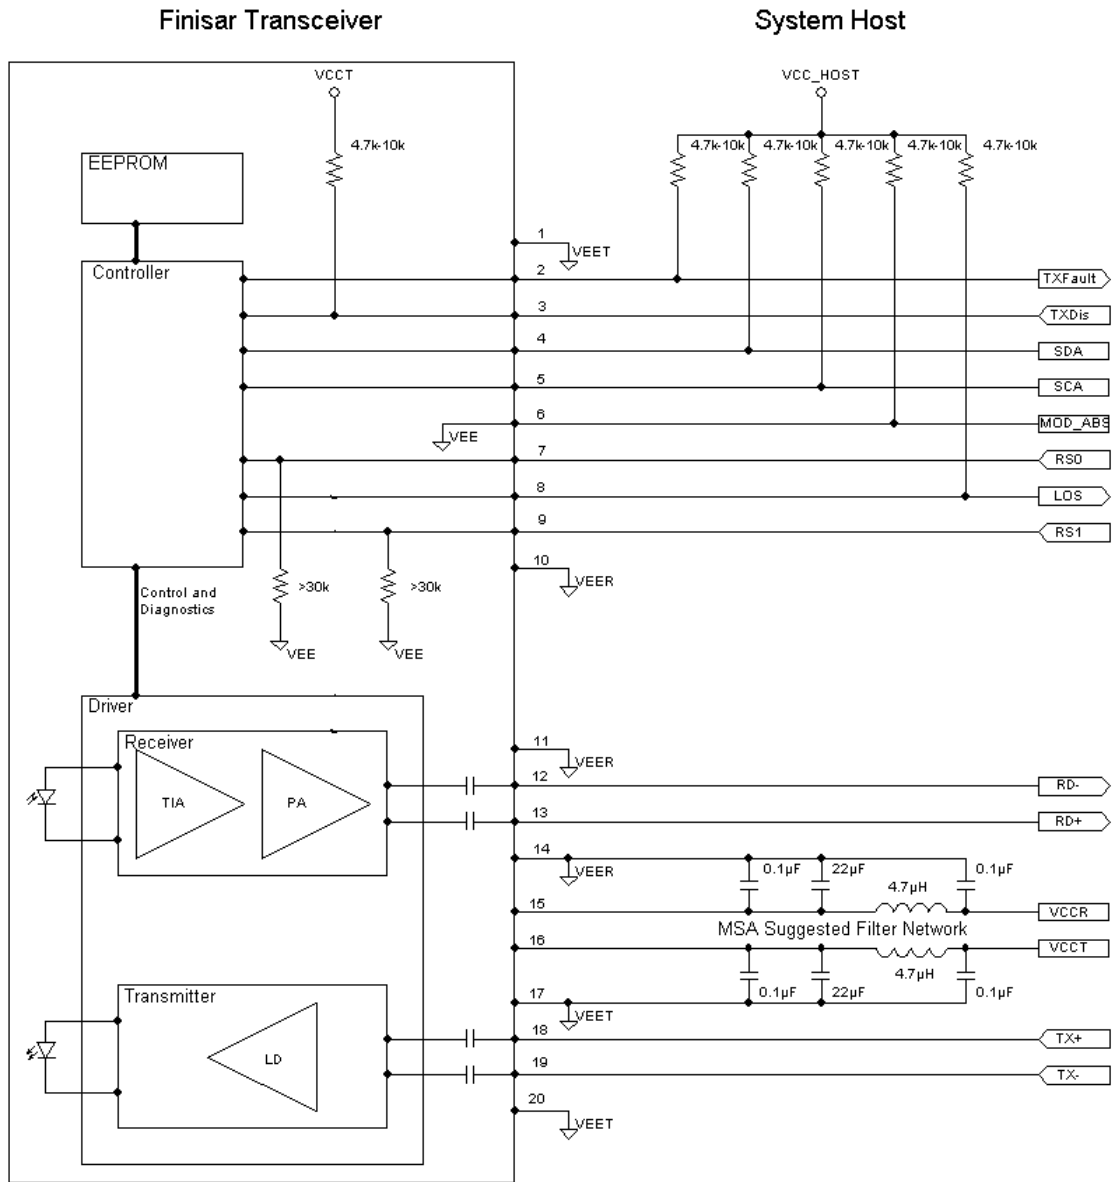 Finisar Transceiver
System Host
VCCT
VCC_HOST
4.7k-10k
4.7k-10k
4.7k-10k
4.7k-10k
4.7k-10k
4.7k-10k
EEPROM
Controller
1
VEET
2
TXFault
3
TXDis
4
SDA
5
SCA
6
VEE
MOD_ABS
7
RS0
8
LOS
9
RS1
10
VEER
>30k
>30k
Control and
Diagnostics
VEE
VEE
Driver
Receiver
TIA
PA
11
VEER
12
RD-
13
RD+
14
VEER
0.1µF
22µF
4.7µH
0.1µF
15
VCCR
MSA Suggested Filter Network
16
VCCT
4.7µH
0.1µF
22µF
0.1µF
17
VEET
Transmitter
LD
18
TX+
19
TX-
20
VEET